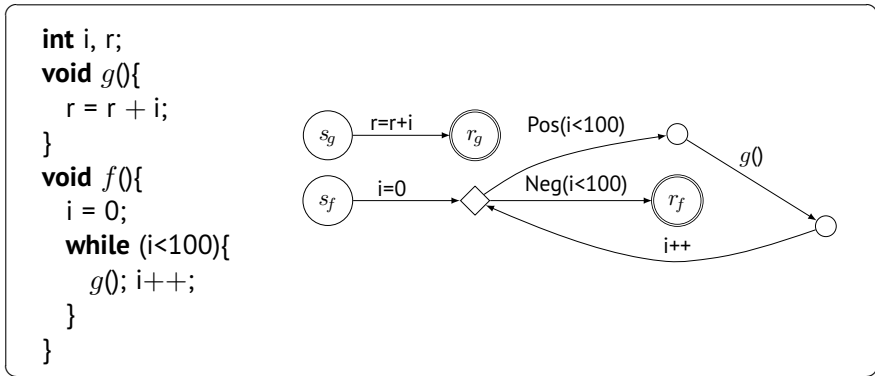 int i, r;
void g(){
r = r + i;
}
void f(){
i = 0;
while (i<100){
g(); i++;
}
}
s_g
r=r+i
r_g
Pos(i<100)
g()
s_f
i=0
Neg(i<100)
r_f
i++